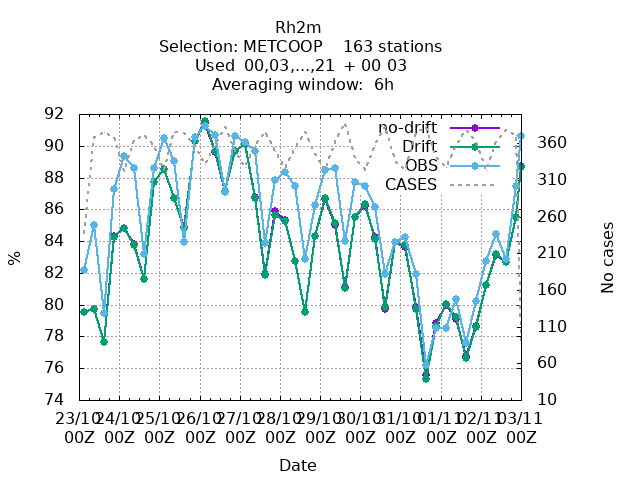 Rh2m
Selection: METCOOP    163 stations
Used  00,03,...,21  + 00 03
Averaging window:  6h
92
90
88
86
84
82
80
78
76
74
%
no-drift
Drift
OBS
CASES
360
310
260
210
160
110
60
10
No cases
23/10 24/10 25/10 26/10 27/10 28/10 29/10 30/10 31/10 01/11 02/11 03/11
00Z 00Z 00Z 00Z 00Z 00Z 00Z 00Z 00Z 00Z 00Z 00Z
Date